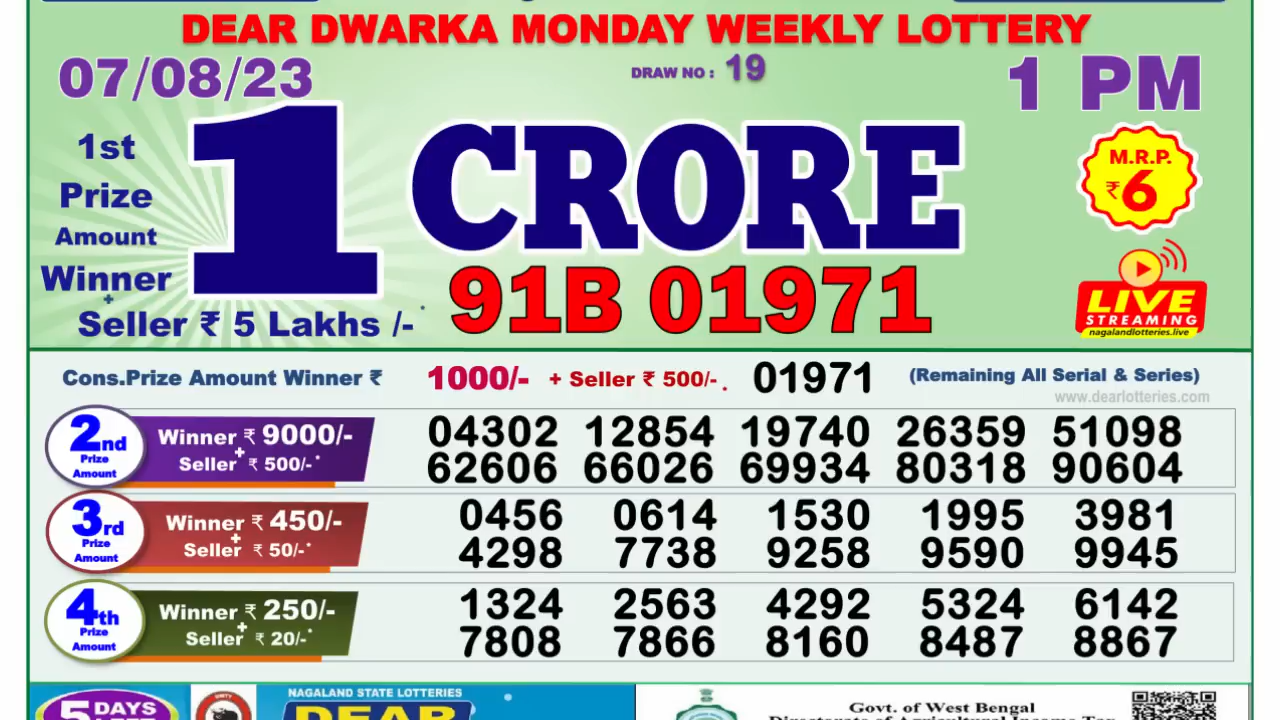 DEAR DWARKA MONDAY WEEKLY LOTTERY
07/08/23
DRAW NO : 19
1 PM
1st
Prize
Amount
Winner
+
Seller ₹ 5 Lakhs /-
1 CRORE
91B 01971
M.R.P.
₹6
LIVE
STREAMING
nagalandlotteries.live
Cons.Prize Amount Winner ₹ 1000/- + Seller ₹ 500/- . 01971 (Remaining All Serial & Series)
www.dearlotteries.com
2nd
Prize
Amount
Winner ₹ 9000/-
+
Seller ₹ 500/-*
04302 12854 19740 26359 51098
62606 66026 69934 80318 90604
3rd
Prize
Amount
Winner ₹ 450/-
+
Seller ₹ 50/-*
0456 0614 1530 1995 3981
4298 7738 9258 9590 9945
4th
Prize
Amount
Winner ₹ 250/-
+
Seller ₹ 20/-*
1324 2563 4292 5324 6142
7808 7866 8160 8487 8867
5 DAYS
NAGALAND STATE LOTTERIES
DEAR
Govt. of West Bengal
Directorate of Agricultural Income Tax